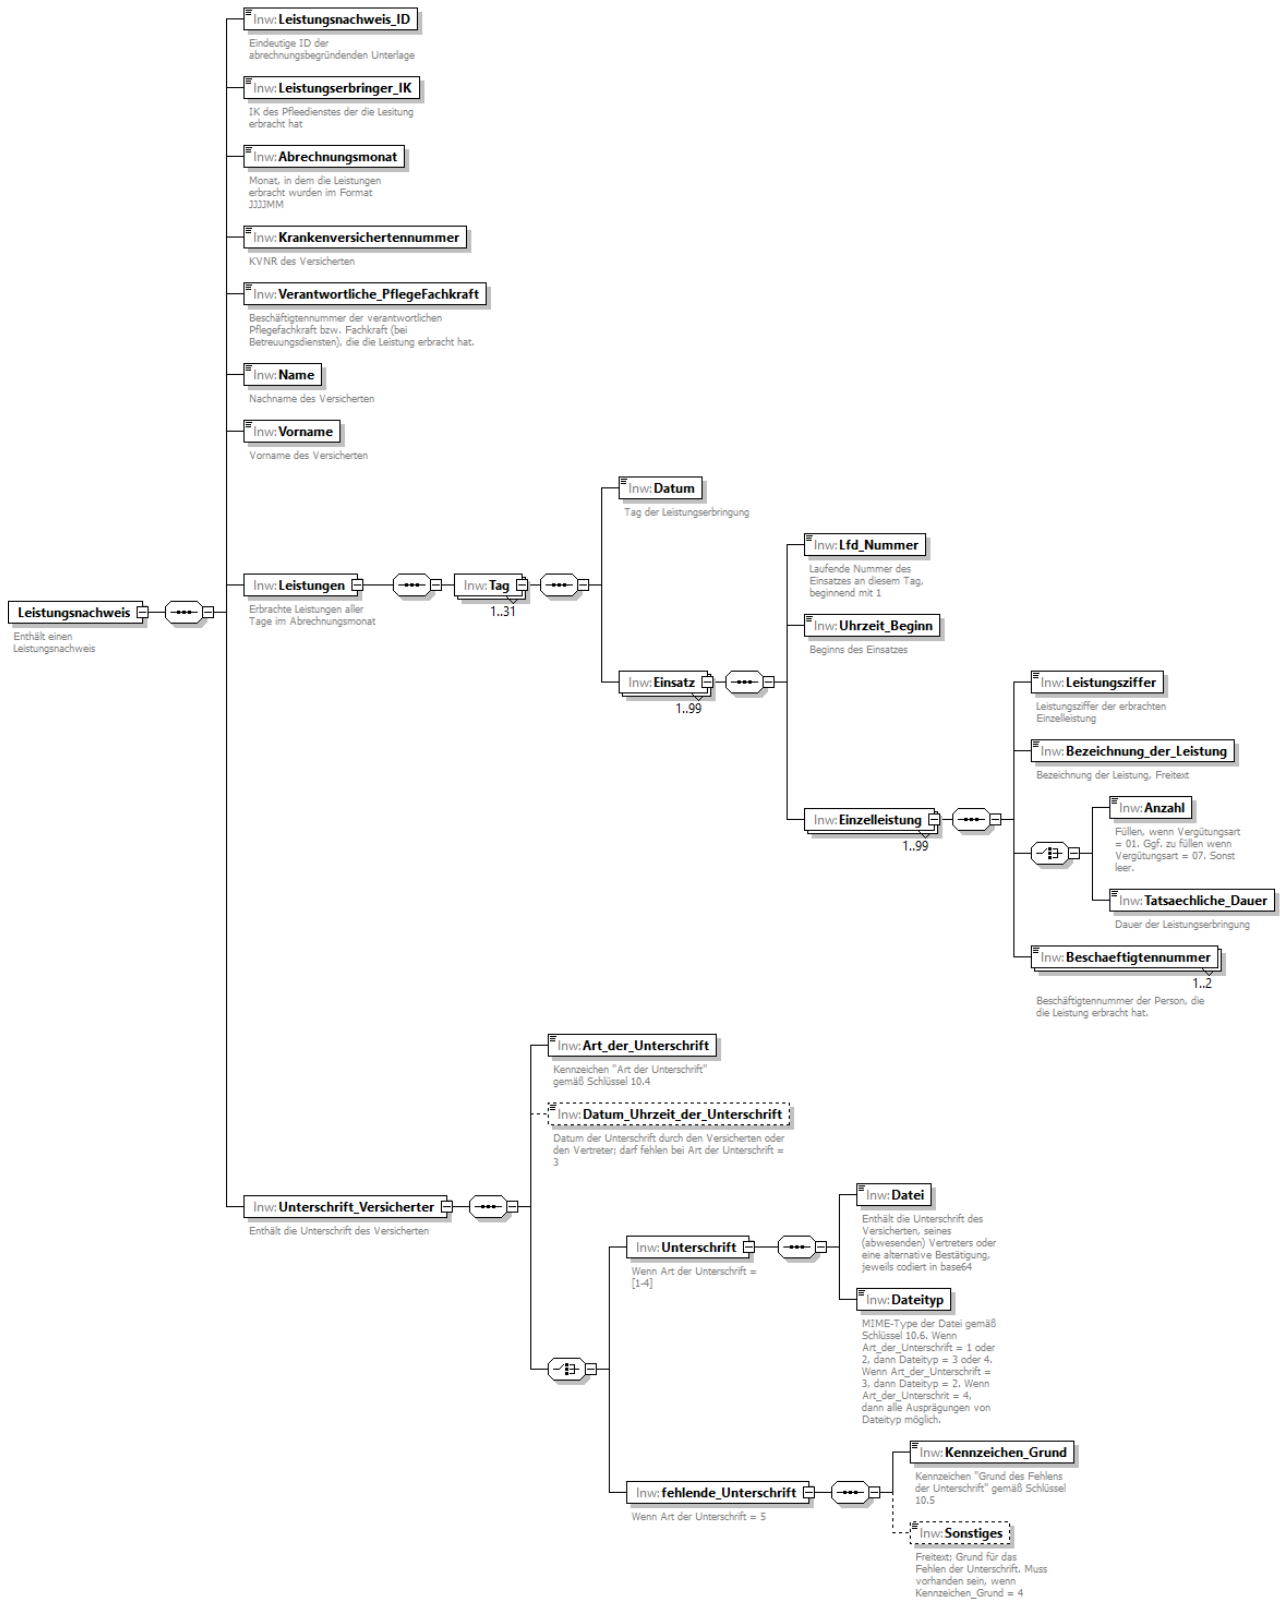 lnw:Leistungsnachweis_ID
Eindeutige ID der
abrechnungsbegründenden Unterlage
lnw:Leistungserbringer_IK
IK des Pfleedienstes der die Lesitung
erbracht hat
lnw:Abrechnungsmonat
Monat, in dem die Leistungen
erbracht wurden im Format
JJJJMM
lnw:Krankenversichertennummer
KVNR des Versicherten
lnw:Verantwortliche_PflegeFachkraft
Beschäftigtennummer der verantwortlichen
Pflegefachkraft bzw. Fachkraft (bei
Betreuungsdiensten), die die Leistung erbracht hat.
lnw:Name
Nachname des Versicherten
lnw:Vorname
Vorname des Versicherten
Leistungsnachweis
Enthält einen
Leistungsnachweis
lnw:Leistungen
Erbrachte Leistungen aller
Tage im Abrechnungsmonat
lnw:Tag
1..31
lnw:Datum
Tag der Leistungserbringung
lnw:Einsatz
1..99
lnw:Lfd_Nummer
Laufende Nummer des
Einsatzes an diesem Tag,
beginnend mit 1
lnw:Uhrzeit_Beginn
Beginns des Einsatzes
lnw:Einzelleistung
1..99
lnw:Leistungsziffer
Leistungsziffer der erbrachten
Einzelleistung
lnw:Bezeichnung_der_Leistung
Bezeichnung der Leistung, Freitext
lnw:Anzahl
Füllen, wenn Vergütungsart
= 01. Ggf. zu füllen wenn
Vergütungsart = 07. Sonst
leer.
lnw:Tatsaechliche_Dauer
Dauer der Leistungserbringung
lnw:Beschaeftigtennummer
1..2
Beschäftigtennummer der Person, die
die Leistung erbracht hat.
lnw:Unterschrift_Versicherter
Enthält die Unterschrift des Versicherten
lnw:Art_der_Unterschrift
Kennzeichen "Art der Unterschrift"
gemäß Schlüssel 10.4
lnw:Datum_Uhrzeit_der_Unterschrift
Datum der Unterschrift durch den Versicherten oder
den Vertreter; darf fehlen bei Art der Unterschrift =
3
lnw:Unterschrift
Wenn Art der Unterschrift =
[1-4]
lnw:Datei
Enthält die Unterschrift des
Versicherten, seines
(abwesenden) Vertreters oder
eine alternative Bestätigung,
jeweils codiert in base64
lnw:Dateityp
MIME-Type der Datei gemäß
Schlüssel 10.6. Wenn
Art_der_Unterschrift = 1 oder
2, dann Dateityp = 3 oder 4.
Wenn Art_der_Unterschrift =
3, dann Dateityp = 2. Wenn
Art_der_Unterschrit = 4,
dann alle Ausprägungen von
Dateityp möglich.
lnw:fehlende_Unterschrift
Wenn Art der Unterschrift = 5
lnw:Kennzeichen_Grund
Kennzeichen "Grund des Fehlens
der Unterschrift" gemäß Schlüssel
10.5
lnw:Sonstiges
Freitext; Grund für das
Fehlen der Unterschrift. Muss
vorhanden sein, wenn
Kennzeichen_Grund = 4